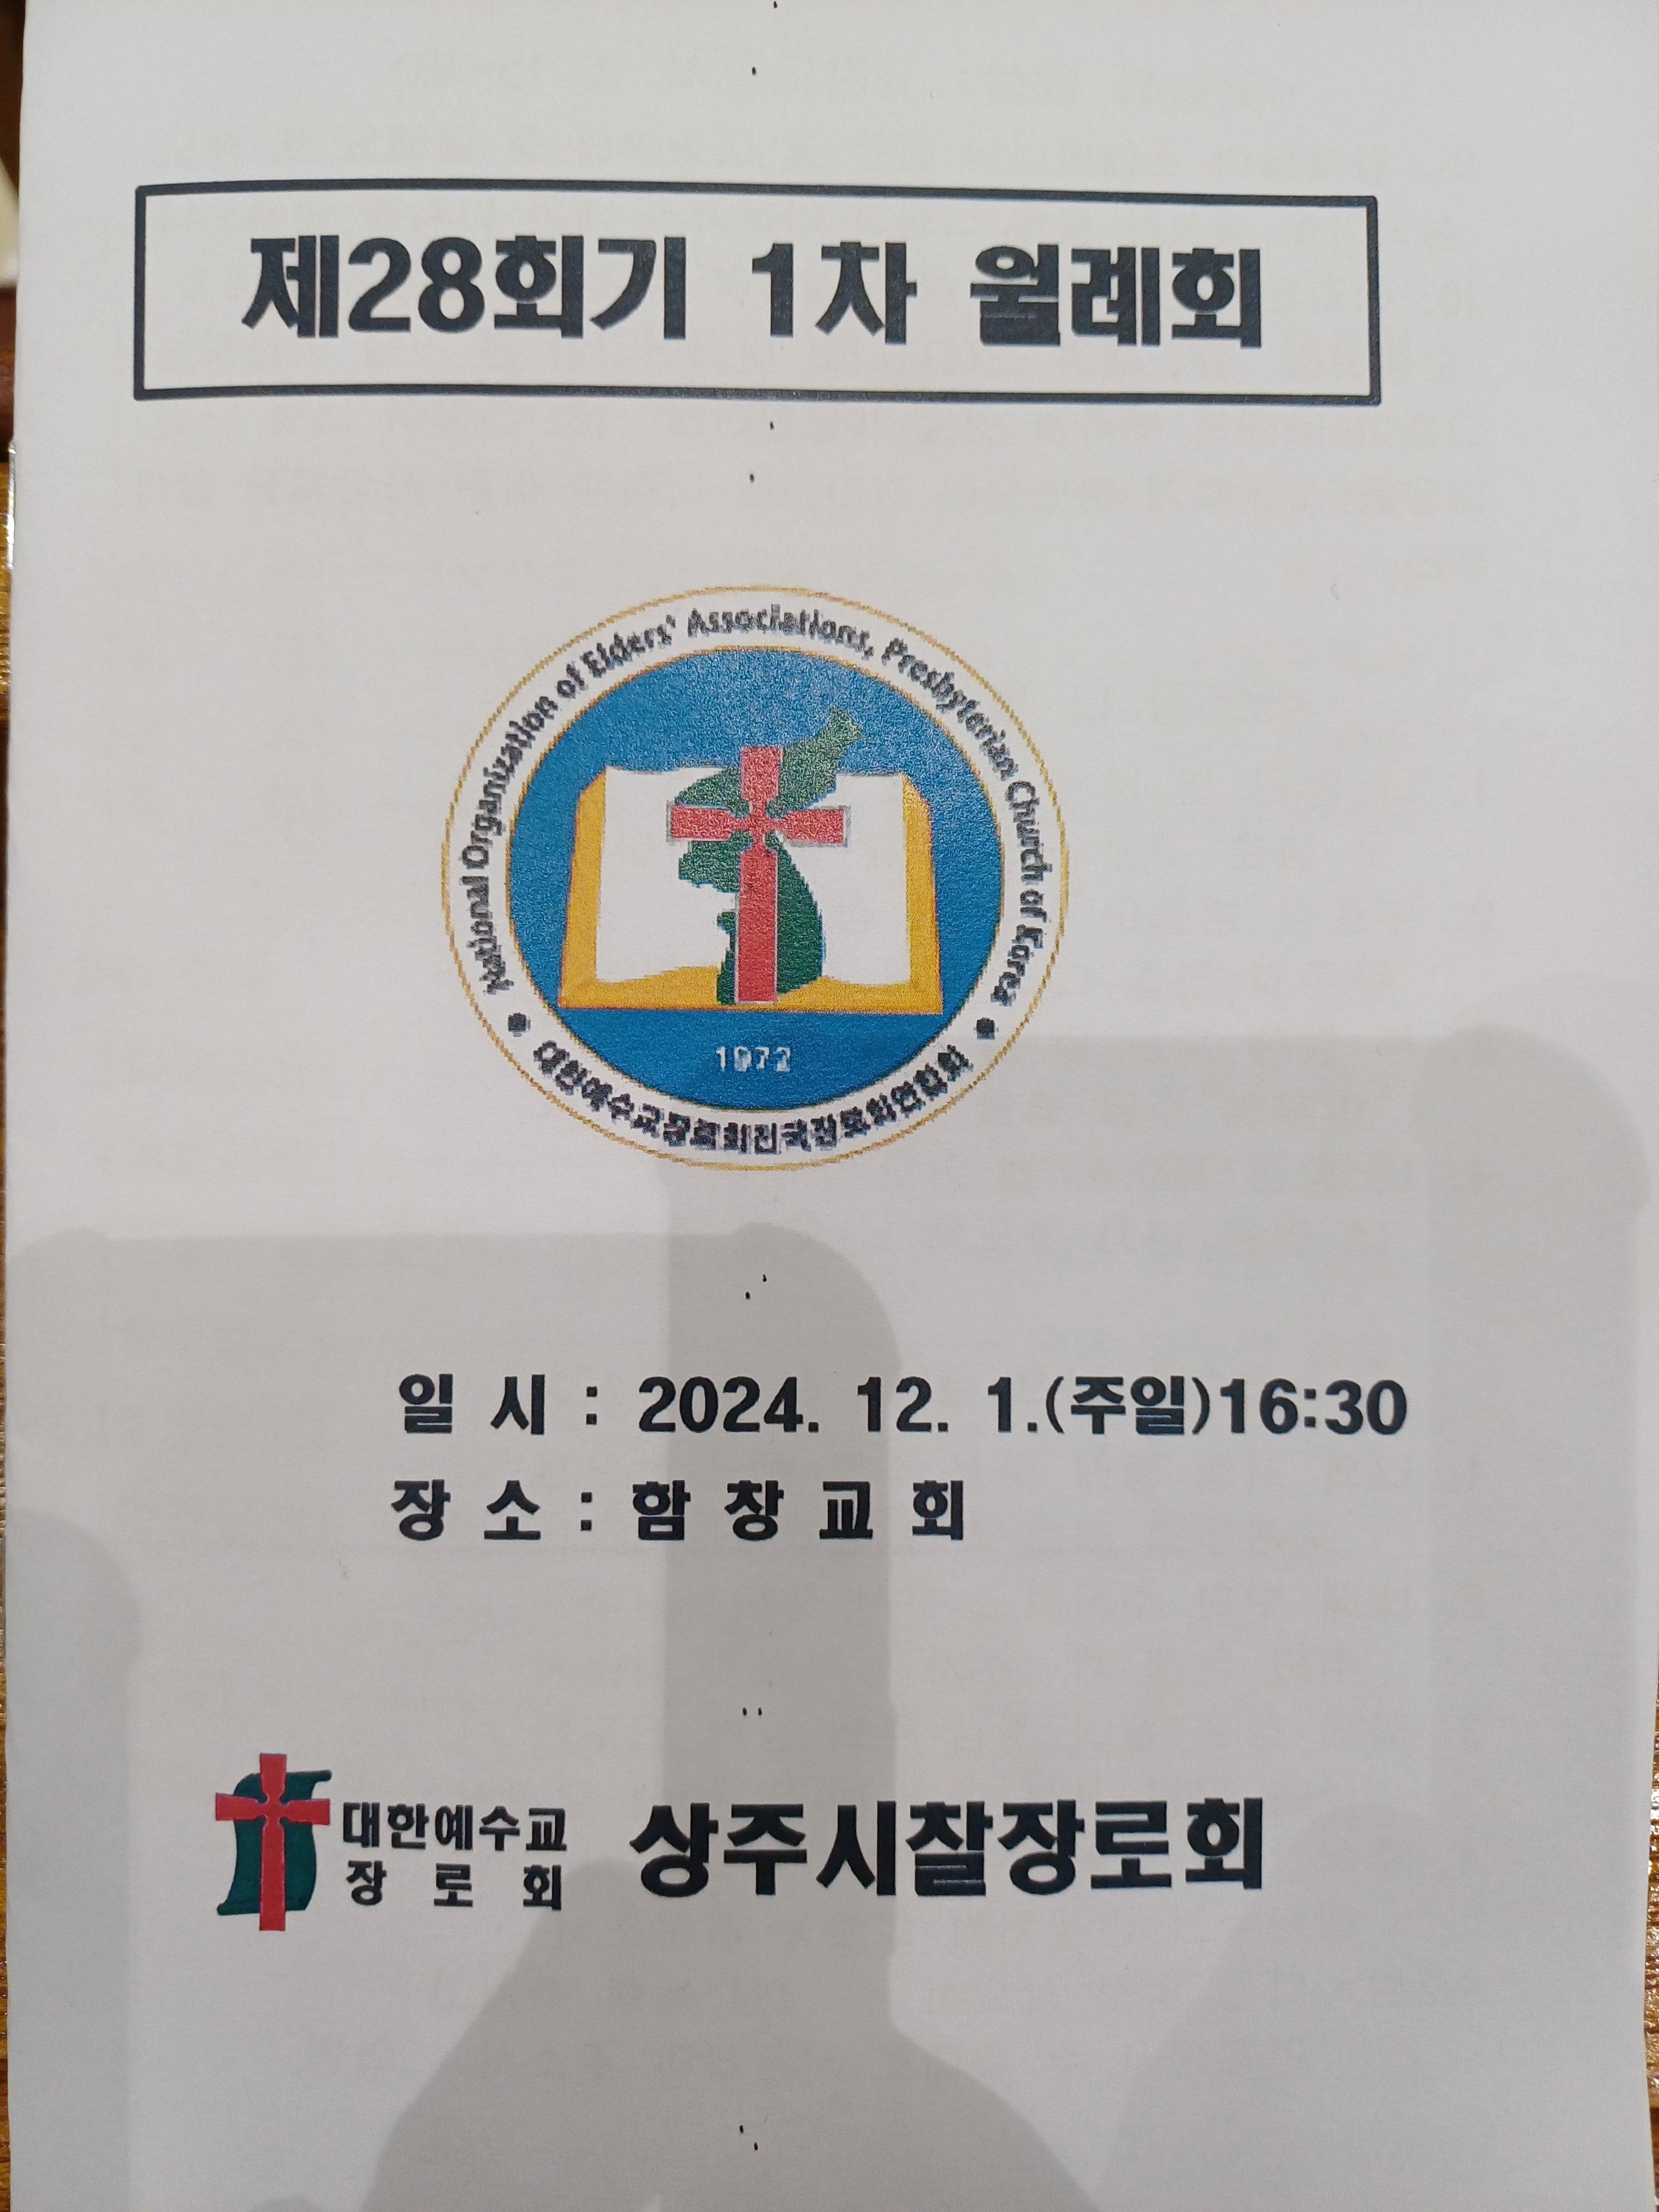 제28회기 1차 월례회
National Organization of Elders' Associations, Presbyterian Church of Korea
1972
대한예수교장로회전국장로회연합회
일 시 : 2024. 12. 1.(주일)16:30
장 소 : 함 창 교 회
대한예수교
장 로 회
상주시찰장로회